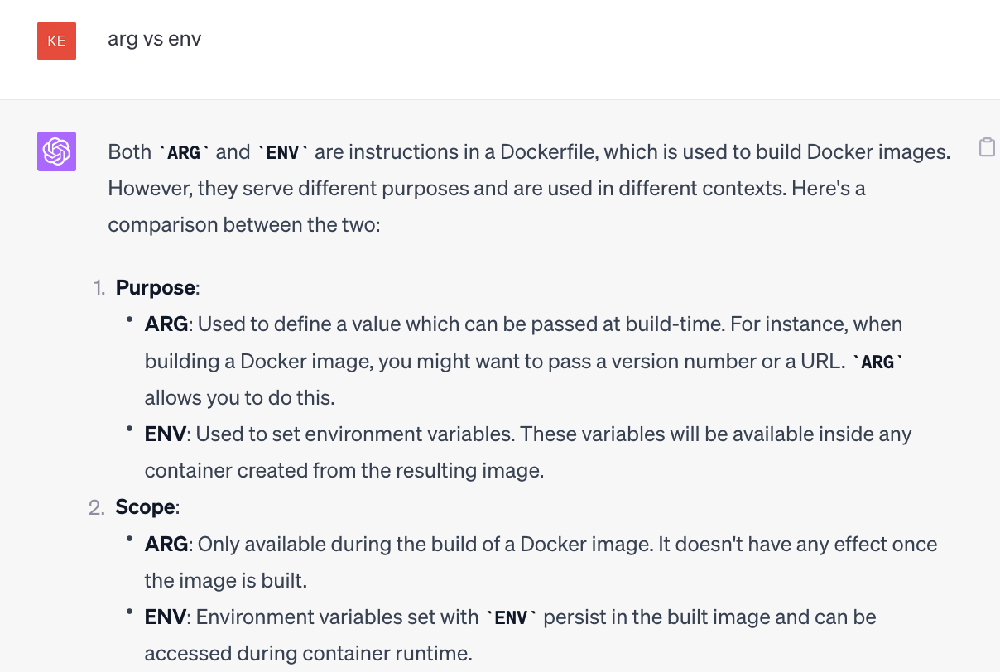 KE
arg vs env
Both `ARG` and `ENV` are instructions in a Dockerfile, which is used to build Docker images.
However, they serve different purposes and are used in different contexts. Here's a
comparison between the two:
1. Purpose:
• ARG: Used to define a value which can be passed at build-time. For instance, when
building a Docker image, you might want to pass a version number or a URL. `ARG`
allows you to do this.
• ENV: Used to set environment variables. These variables will be available inside any
container created from the resulting image.
2. Scope:
• ARG: Only available during the build of a Docker image. It doesn't have any effect once
the image is built.
• ENV: Environment variables set with `ENV` persist in the built image and can be
accessed during container runtime.